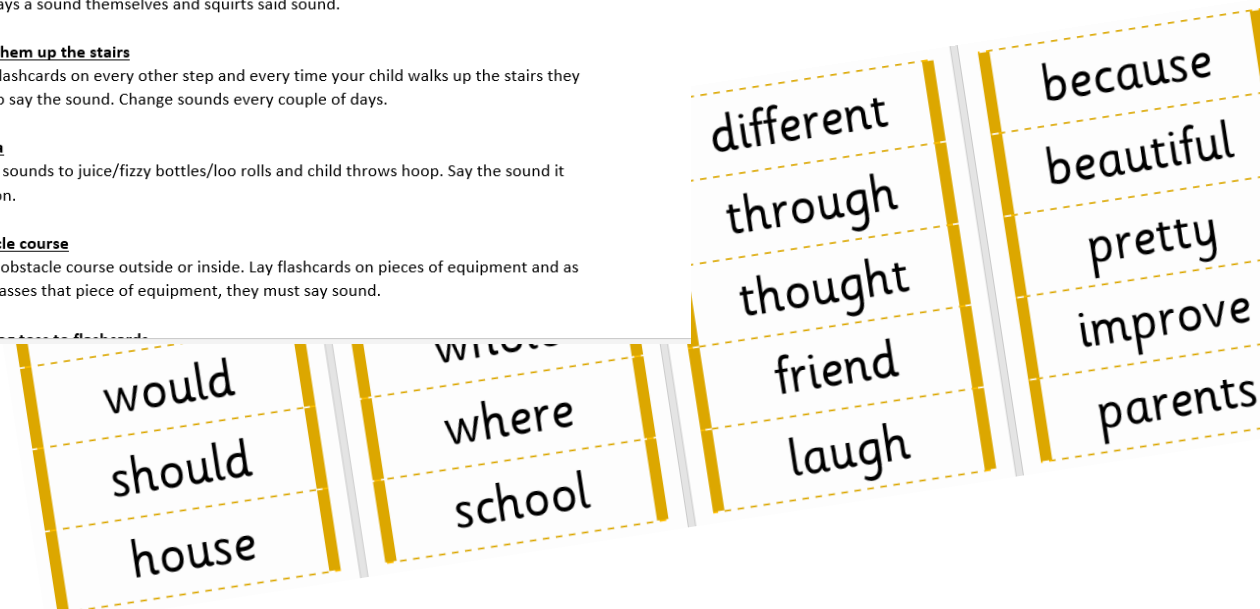 ays a sound themselves and squirts said sound.
hem up the stairs
lashcards on every other step and every time your child walks up the stairs they
o say the sound. Change sounds every couple of days.
a
sounds to juice/fizzy bottles/loo rolls and child throws hoop. Say the sound it
on.
cle course
obstacle course outside or inside. Lay flashcards on pieces of equipment and as
asses that piece of equipment, they must say sound.
toss to flashcards
would
should
house
where
school
different
through
thought
friend
laugh
because
beautiful
pretty
improve
parents